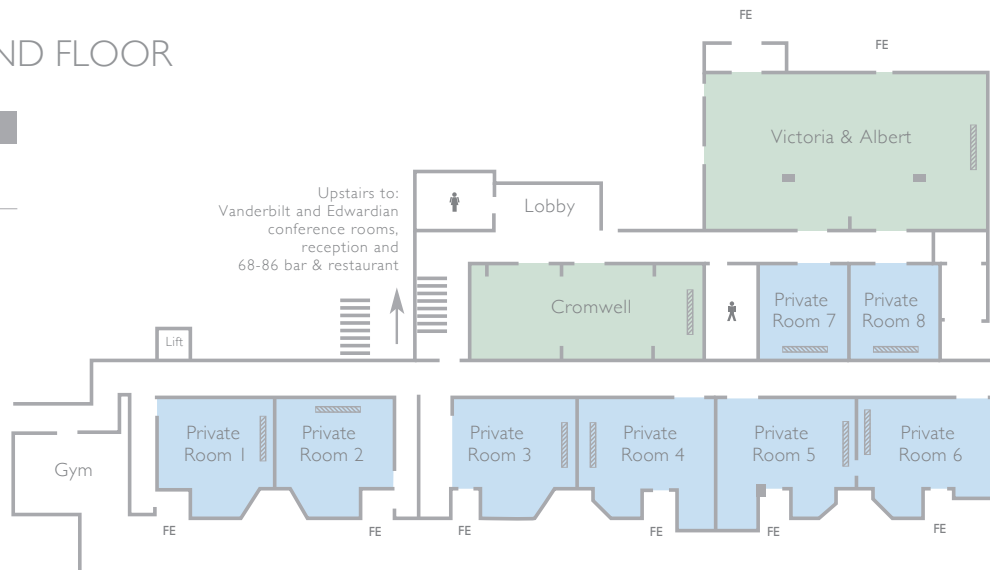 ND FLOOR
FE
FE
Victoria & Albert
Upstairs to:
Vanderbilt and Edwardian
conference rooms,
reception and
68-86 bar & restaurant
Lobby
Cromwell
Private
Room 7
Private
Room 8
Lift
Gym
Private
Room 1
Private
Room 2
Private
Room 3
Private
Room 4
Private
Room 5
Private
Room 6
FE
FE
FE
FE
FE
FE